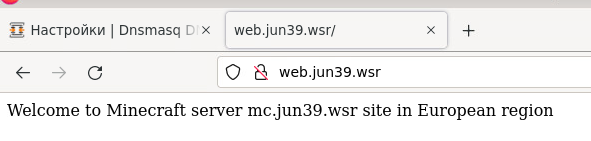 Настройки | Dnsmasq D
web.jun39.wsr/
web.jun39.wsr
Welcome to Minecraft server mc.jun39.wsr site in European region